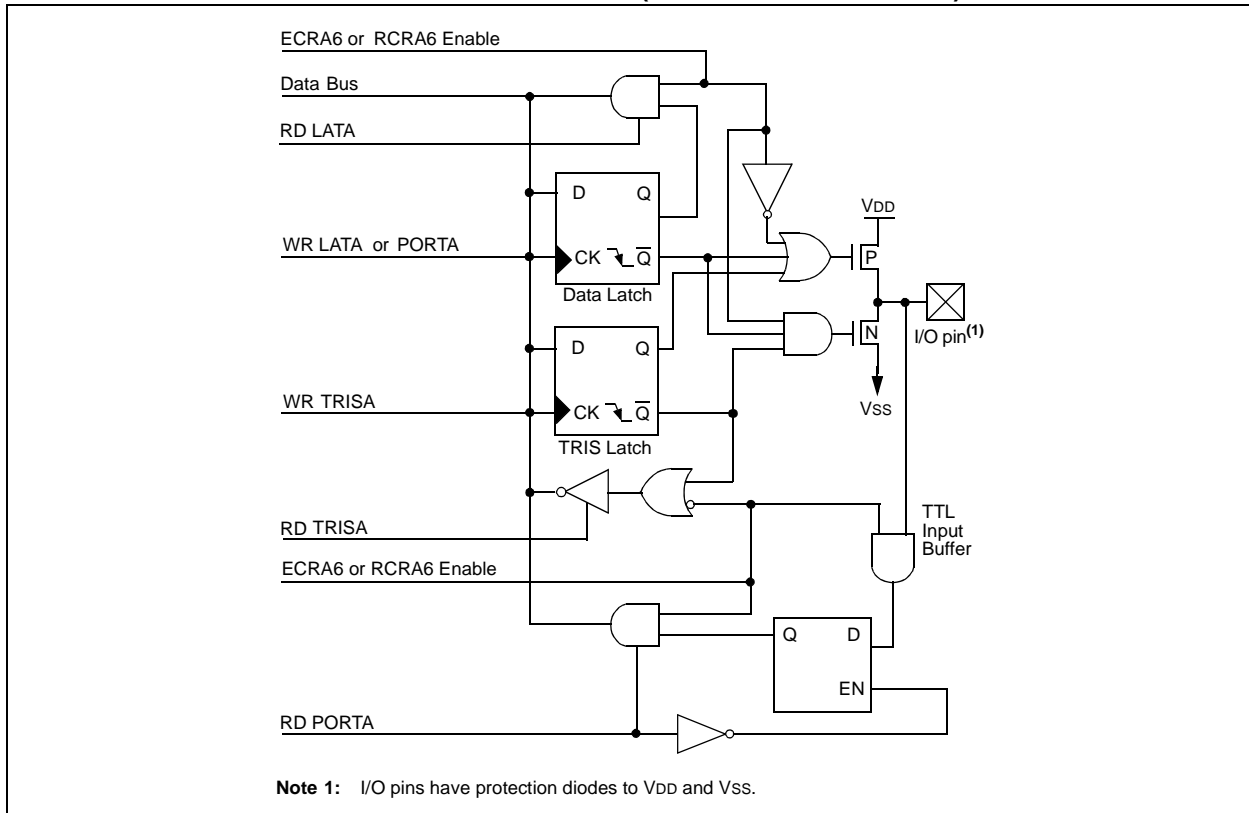 ECRA6 or RCRA6 Enable
Data Bus
RD LATA
D Q
VDD
WR LATA or PORTA
CK Q
P
Data Latch
I/O pin(1)
N
D Q
WR TRISA
CK Q
VSS
TRIS Latch
TTL
Input
Buffer
RD TRISA
ECRA6 or RCRA6 Enable
Q D
EN
RD PORTA
Note 1: I/O pins have protection diodes to VDD and VSS.